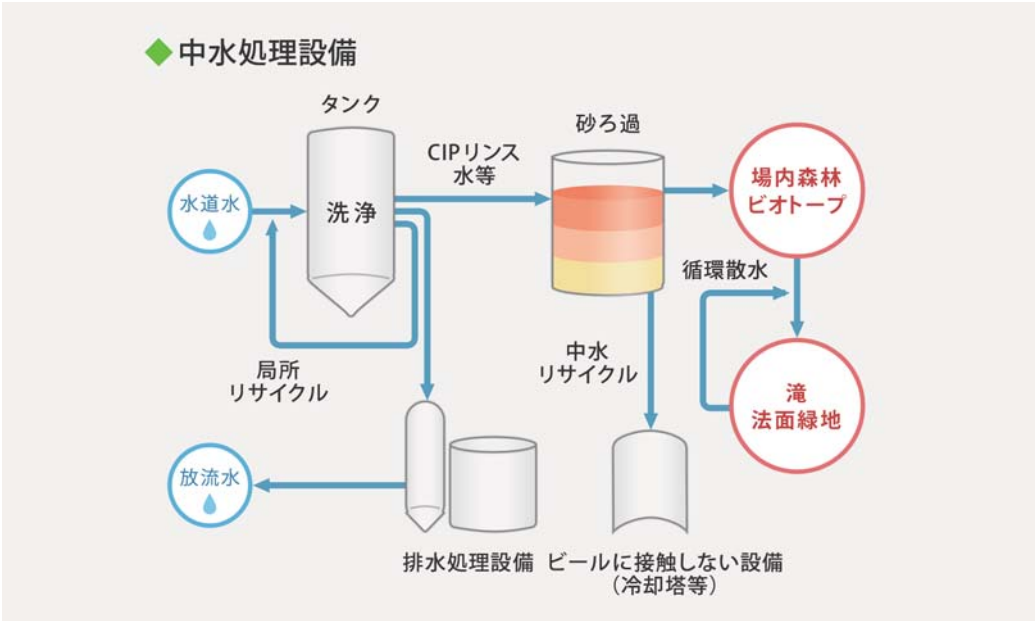 ◆中水処理設備
タンク
砂ろ過
CIPリンス
水等
場内森林
ビオトープ
水道水
洗浄
循環散水
局所
リサイクル
中水
リサイクル
滝
法面緑地
放流水
排水処理設備
ビールに接触しない設備
（冷却塔等）